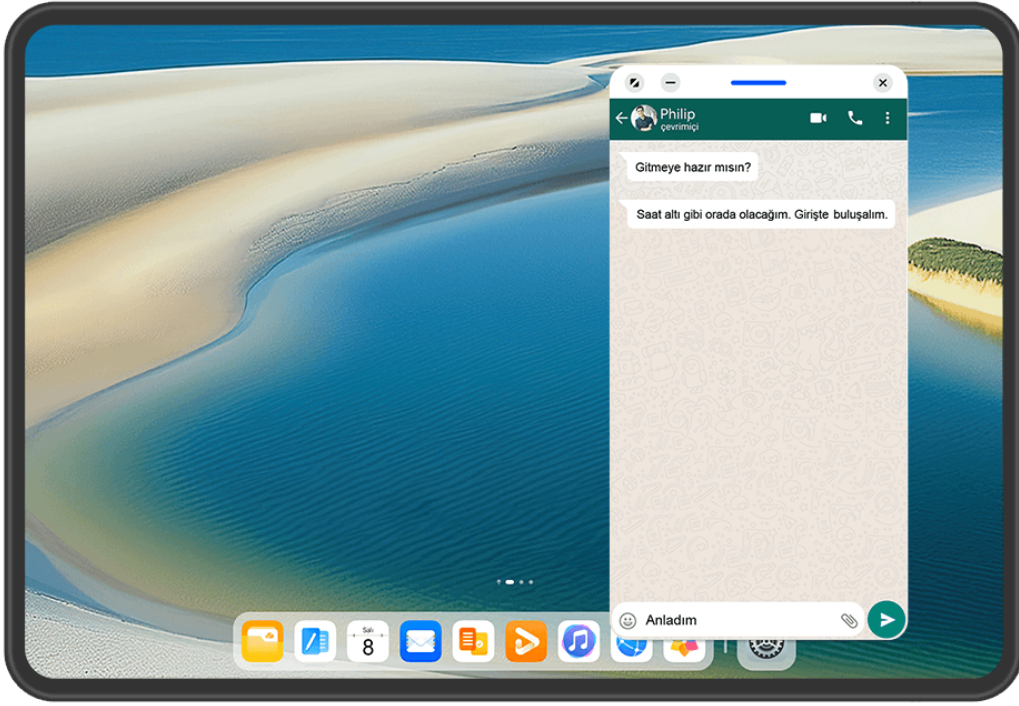 Philip
çevrimiçi
Gitmeye hazır mısın?
Saat altı gibi orada olacağım. Girişte buluşalım.
Anladım
Salı
8